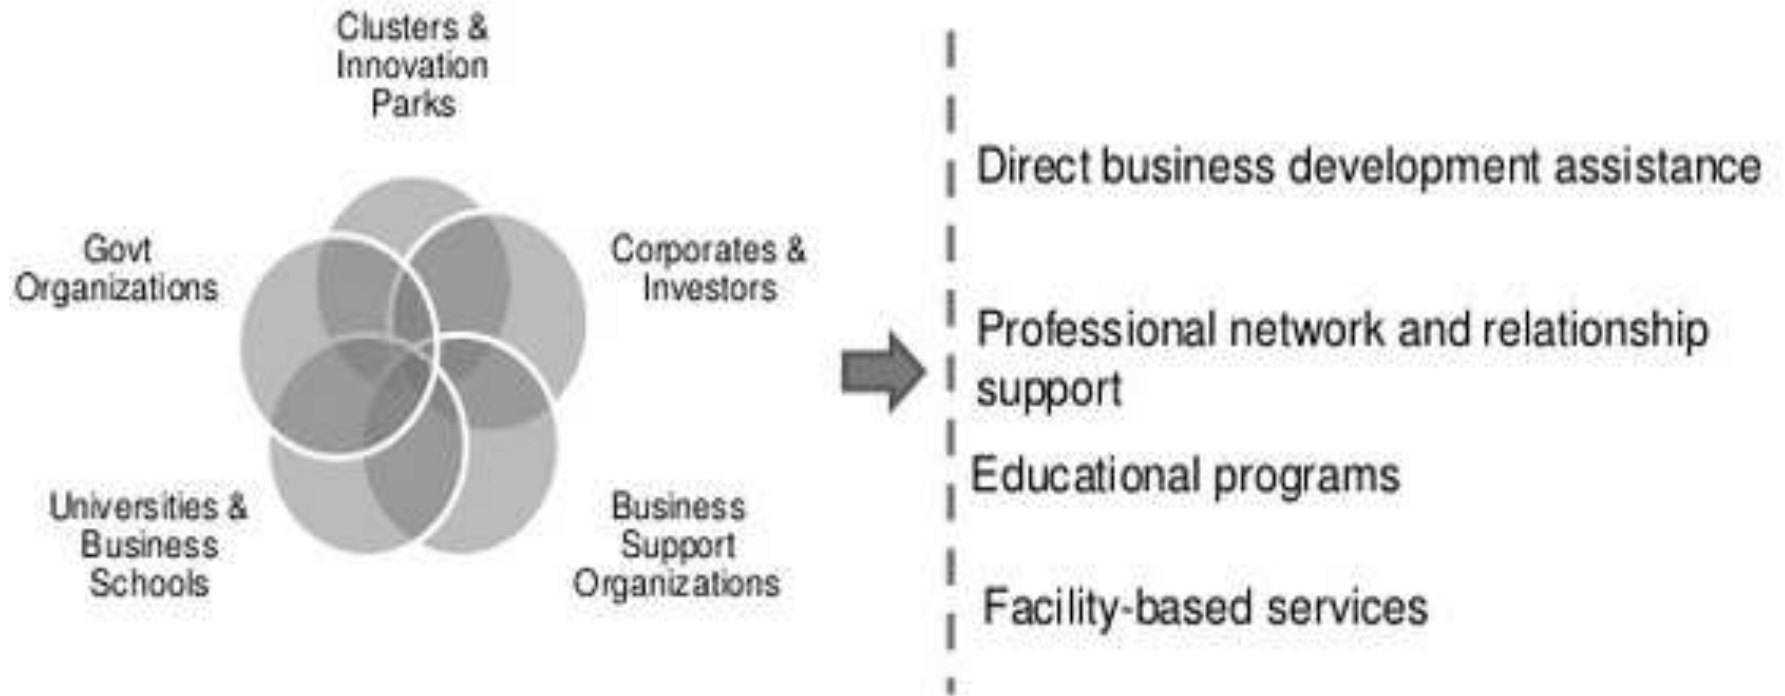 Clusters &
Innovation
Parks
Govt
Organizations
Corporates &
Investors
Universities &
Business
Schools
Business
Support
Organizations
Direct business development assistance
Professional network and relationship
support
Educational programs
Facility-based services